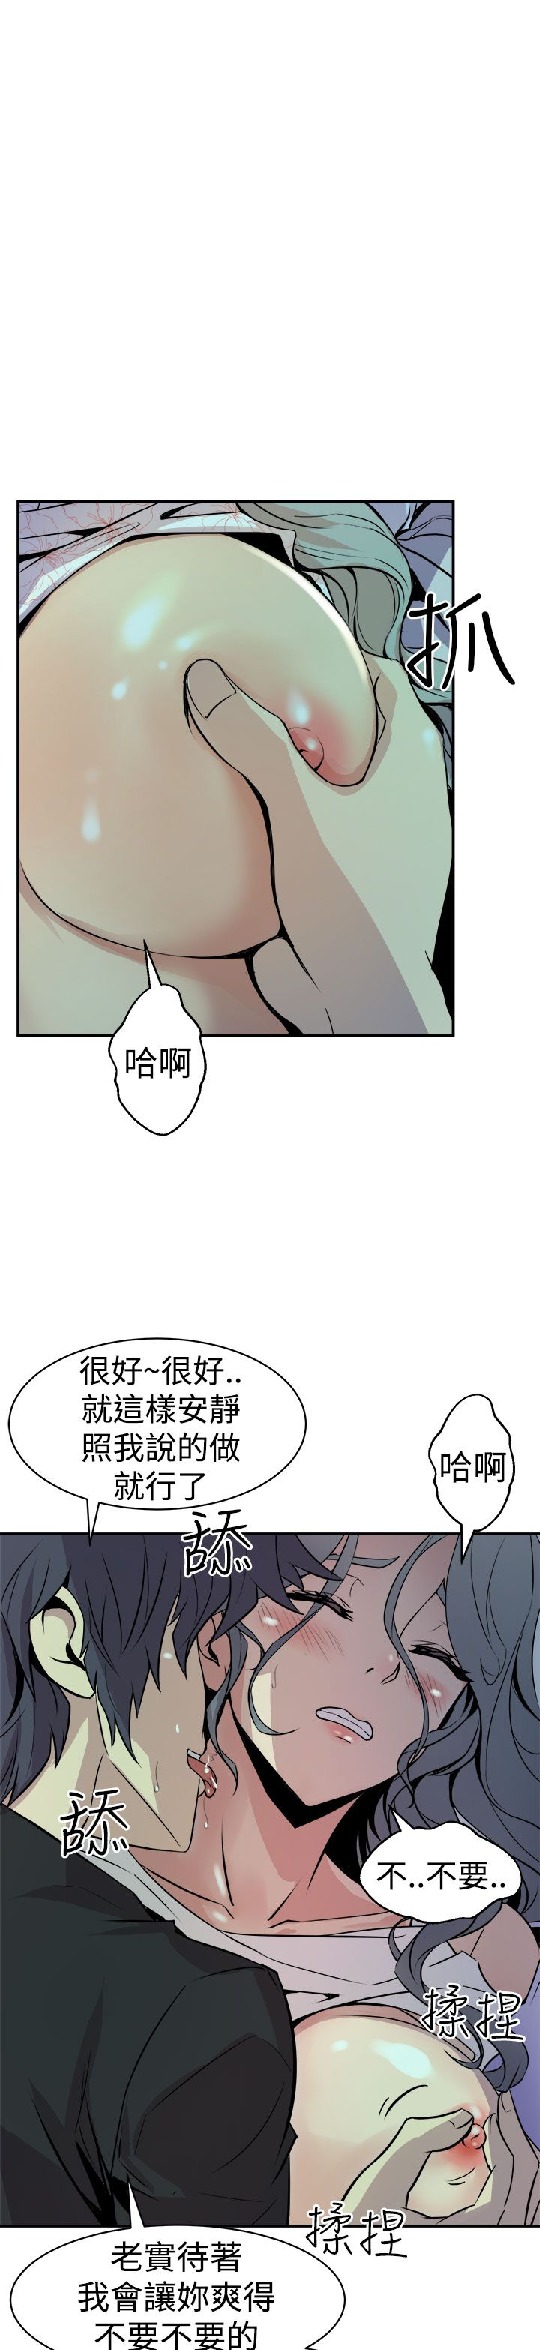 抓
哈啊
很好~很好..
就這樣安靜
照我說的做
就行了
哈啊
舔
舔
不..不要..
揉捏
揉捏
老實待著
我會讓妳爽得
不要不要的